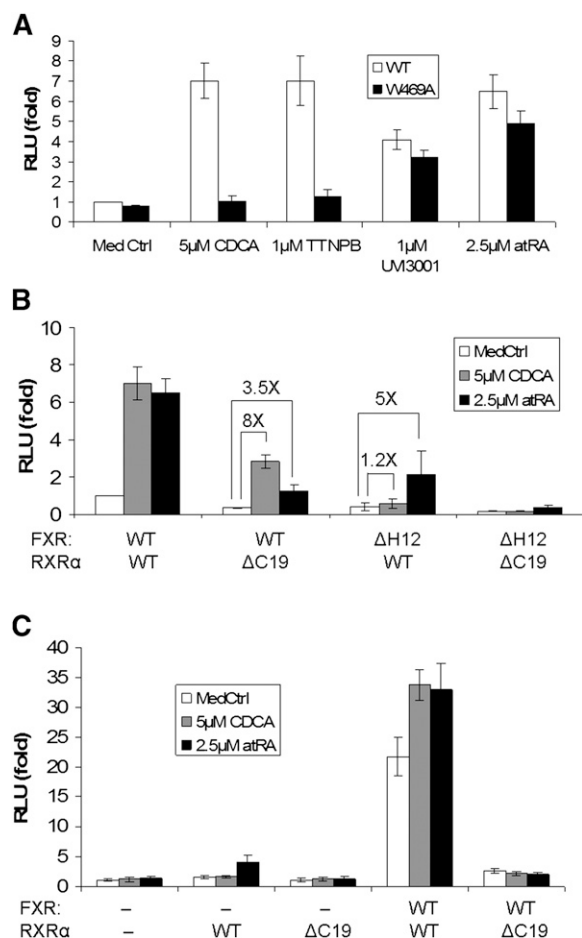 A
RLU (fold)
9
8
7
6
5
4
3
2
1
0
WT
W469A
Med Ctrl
5µM CDCA
1µM TTNPB
1µM UM3001
2.5µM atRA
B
RLU (fold)
10
8
6
4
2
0
MedCtrl
5µM CDCA
2.5µM atRA
3.5X
8X
5X
1.2X
FXR: WT WT ΔH12 ΔH12
RXRα WT ΔC19 WT ΔC19
C
RLU (fold)
40
35
30
25
20
15
10
5
0
MedCtrl
5µM CDCA
2.5µM atRA
FXR: – – – WT WT
RXRα – WT ΔC19 WT ΔC19